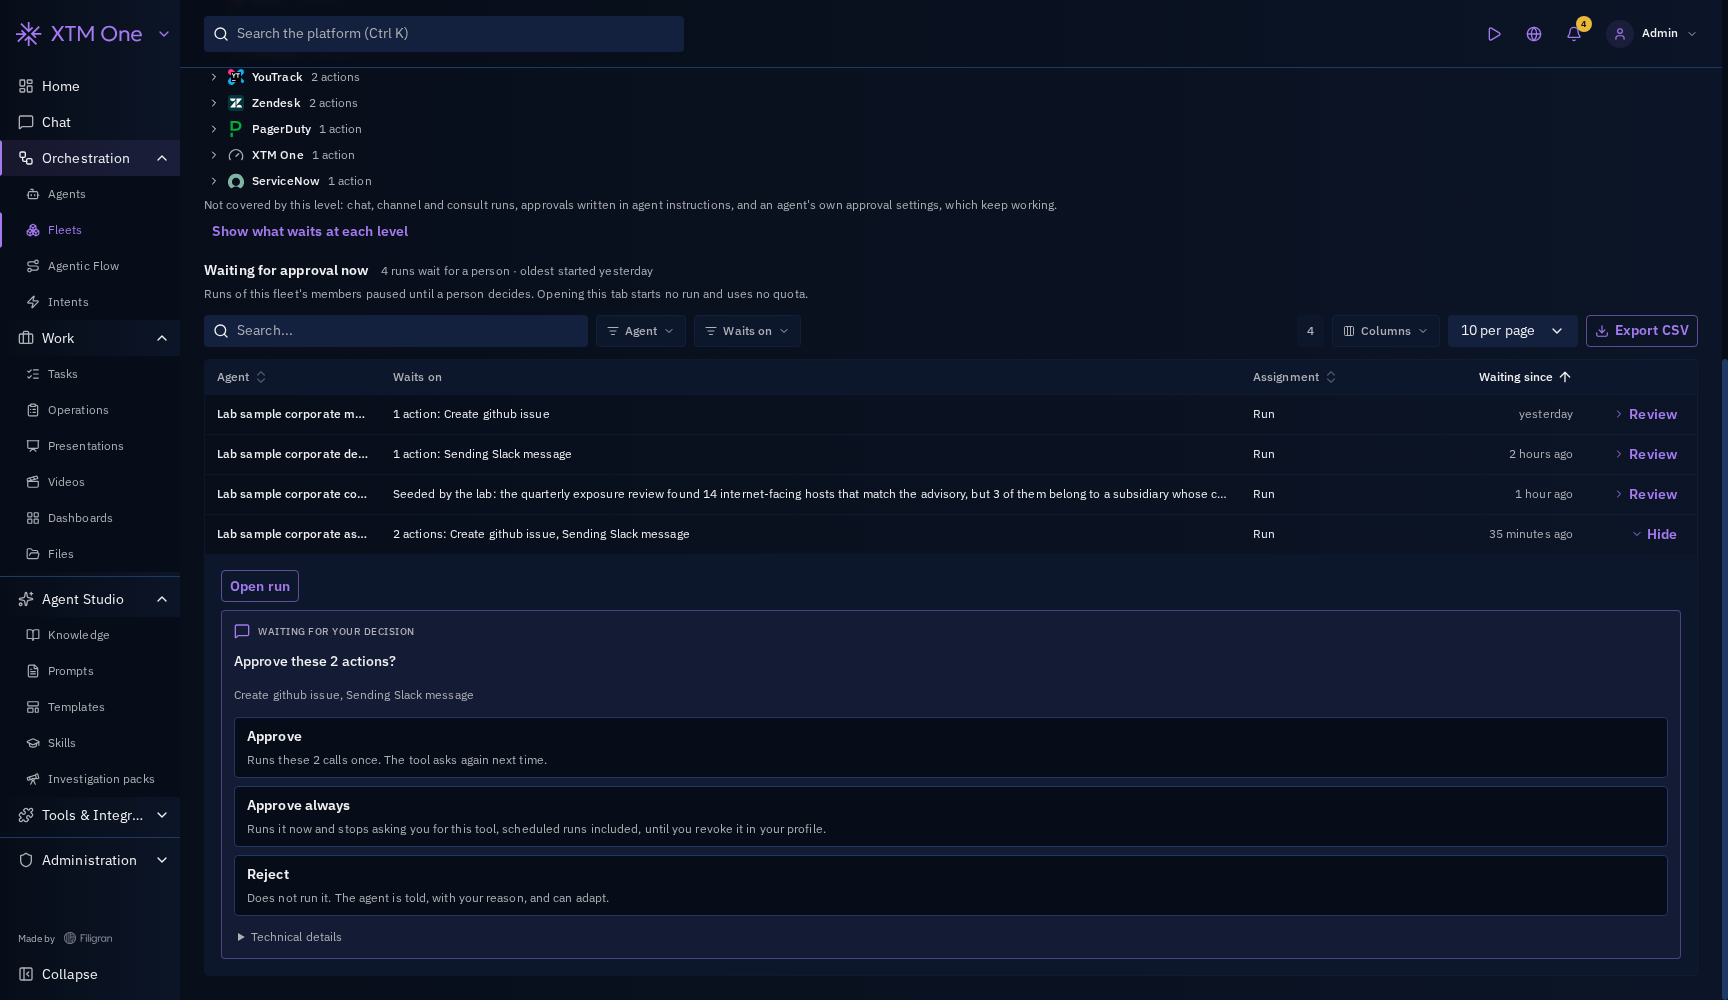 XTM One
Search the platform (Ctrl K)
4
Admin
Home
Chat
Orchestration
Agents
Fleets
Agentic Flow
Intents
Work
Tasks
Operations
Presentations
Videos
Dashboards
Files
Agent Studio
Knowledge
Prompts
Templates
Skills
Investigation packs
Tools & Integr...
Administration
Made by Filigran
Collapse
YouTrack 2 actions
Zendesk 2 actions
PagerDuty 1 action
XTM One 1 action
ServiceNow 1 action
Not covered by this level: chat, channel and consult runs, approvals written in agent instructions, and an agent's own approval settings, which keep working.
Show what waits at each level
Waiting for approval now 4 runs wait for a person · oldest started yesterday
Runs of this fleet's members paused until a person decides. Opening this tab starts no run and uses no quota.
Search... Agent Waits on 4 Columns 10 per page Export CSV
Agent Waits on Assignment Waiting since
Lab sample corporate m... 1 action: Create github issue Run yesterday Review
Lab sample corporate de... 1 action: Sending Slack message Run 2 hours ago Review
Lab sample corporate co... Seeded by the lab: the quarterly exposure review found 14 internet-facing hosts that match the advisory, but 3 of them belong to a subsidiary whose c... Run 1 hour ago Review
Lab sample corporate as... 2 actions: Create github issue, Sending Slack message Run 35 minutes ago Hide
Open run
WAITING FOR YOUR DECISION
Approve these 2 actions?
Create github issue, Sending Slack message
Approve
Runs these 2 calls once. The tool asks again next time.
Approve always
Runs it now and stops asking you for this tool, scheduled runs included, until you revoke it in your profile.
Reject
Does not run it. The agent is told, with your reason, and can adapt.
Technical details